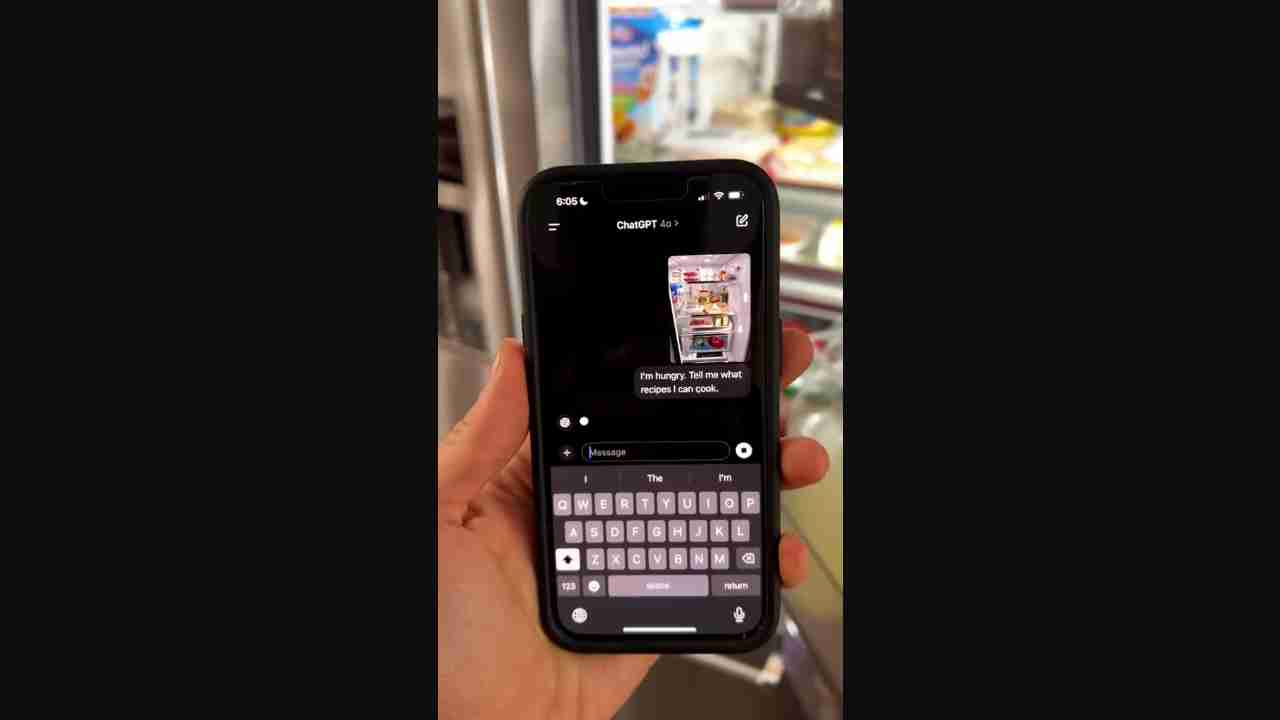 6:05
ChatGPT 4o >
I'm hungry. Tell me what
recipes I can cook.
Message
I The I'm
Q W E R T Y U I O P
A S D F G H J K L
Z X C V B N M
123 space return